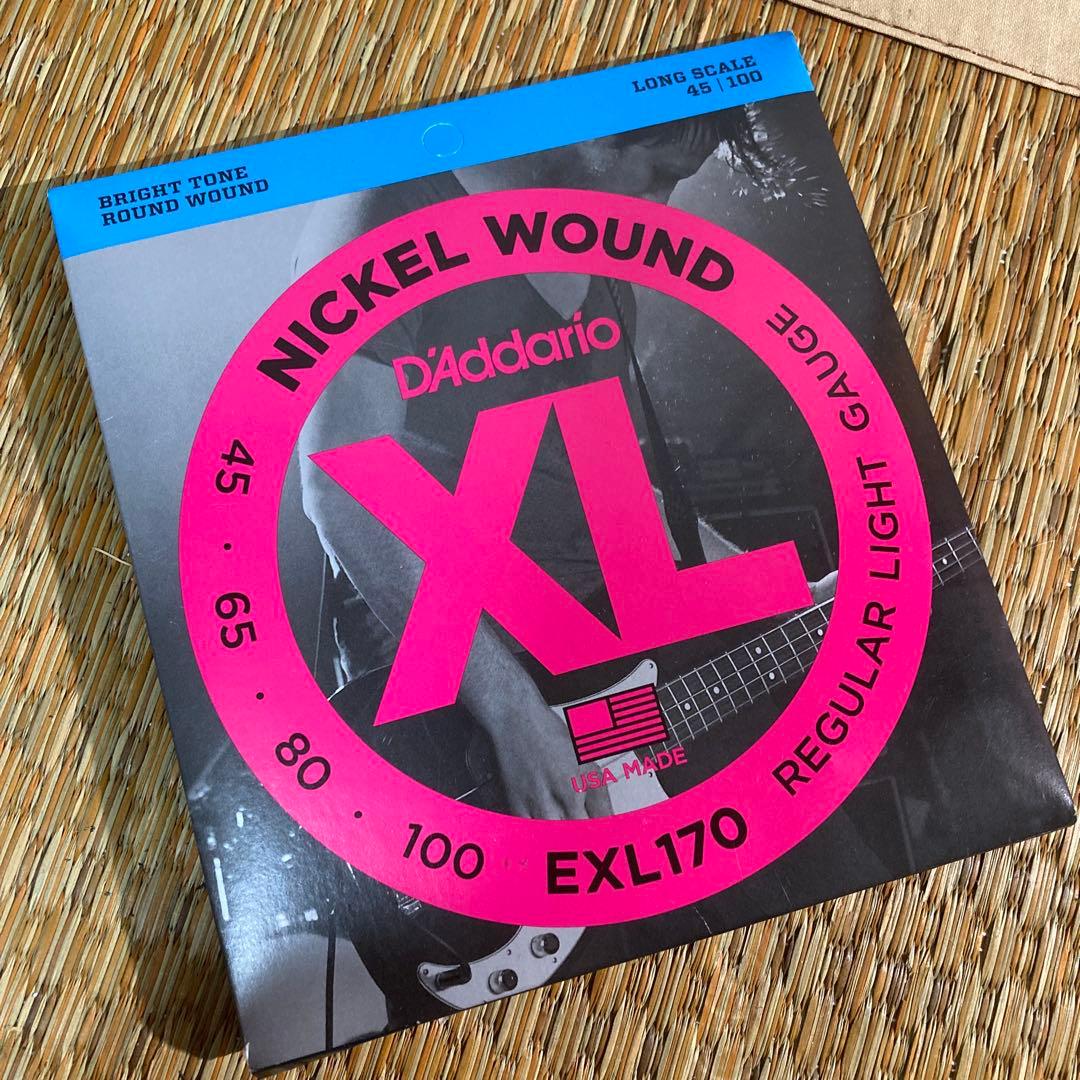 BRIGHT TONE
ROUND WOUND
LONG SCALE
45 | 100
NICKEL WOUND
D'Addario
XL
USA MADE
45 · 65 · 80 · 100
EXL170
REGULAR LIGHT GAUGE